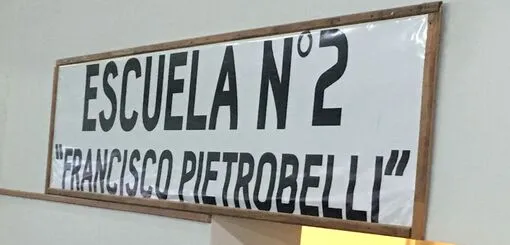 ESCUELA N°2
"FRANCISCO PIETROBELLI"